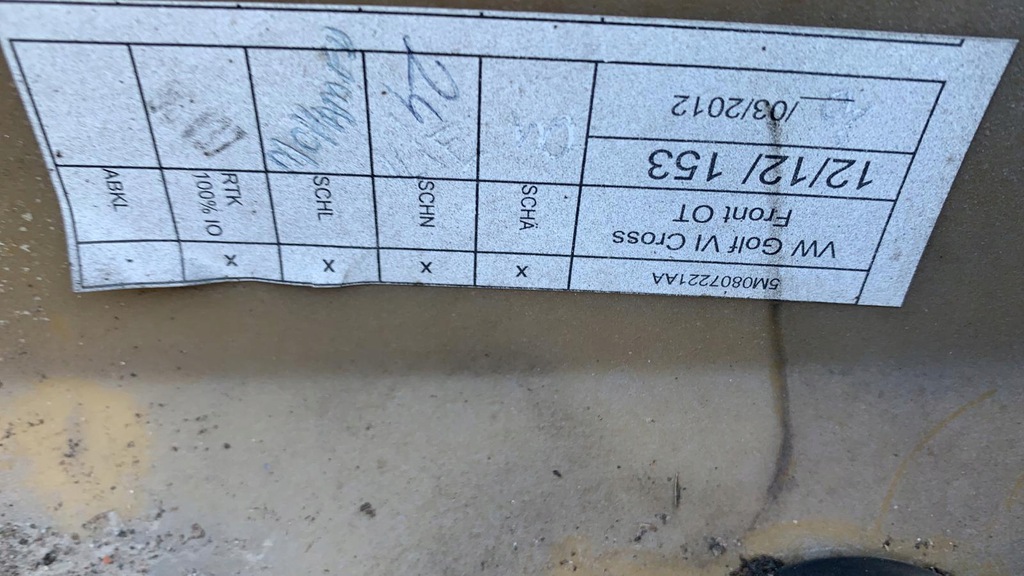 5M0807221AA
VW Golf VI Cross
Front OT
12/12/ 153
/03/2012
x
SCHÄ
x
SCHN
24
x
SCHL
x
RTK
100% IO
ABKL